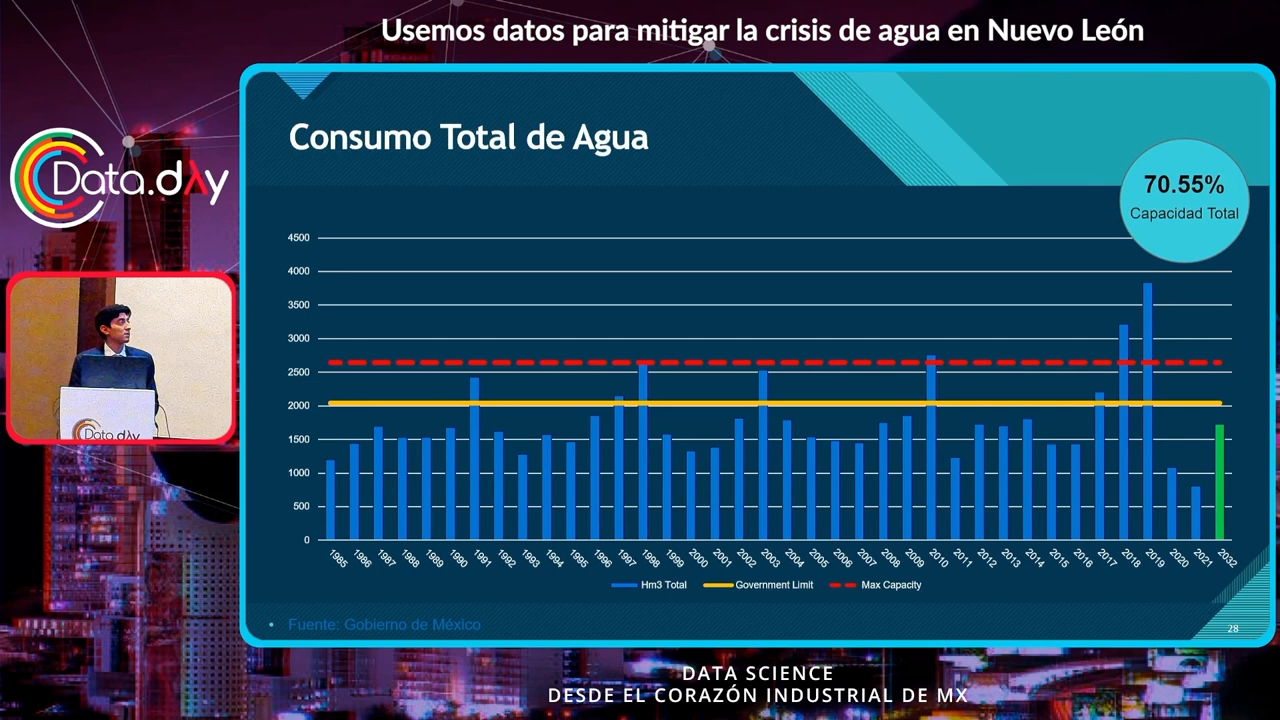 Usemos datos para mitigar la crisis de agua en Nuevo León
Data.dλy
Consumo Total de Agua
70.55%
Capacidad Total
4500
4000
3500
3000
2500
2000
1500
1000
500
0
1985 1986 1987 1988 1989 1990 1991 1992 1993 1994 1995 1996 1997 1998 1999 2000 2001 2002 2003 2004 2005 2006 2007 2008 2009 2010 2011 2012 2013 2014 2015 2016 2017 2018 2019 2020 2021 2032
Hm3 Total Government Limit Max Capacity
• Fuente: Gobierno de México
28
Data.dλy
DATA SCIENCE
DESDE EL CORAZÓN INDUSTRIAL DE MX